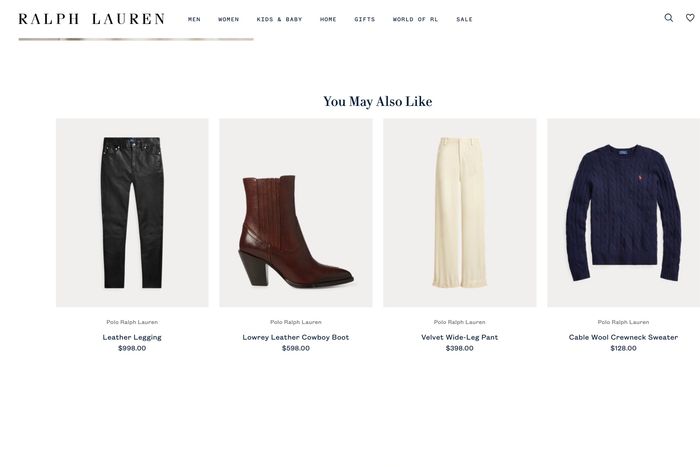 RALPH LAUREN
MEN WOMEN KIDS & BABY HOME GIFTS WORLD OF RL SALE
You May Also Like
Polo Ralph Lauren
Leather Legging
$998.00
Polo Ralph Lauren
Lowrey Leather Cowboy Boot
$598.00
Polo Ralph Lauren
Velvet Wide-Leg Pant
$398.00
Polo Ralph Lauren
Cable Wool Crewneck Sweater
$128.00